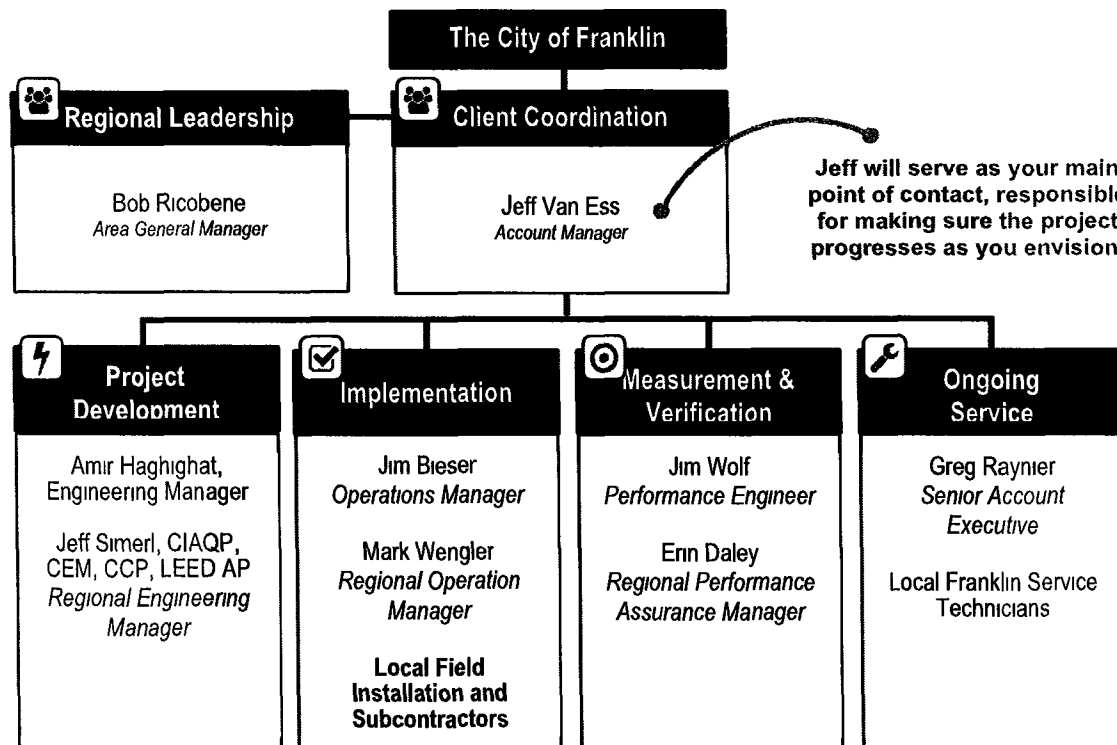 The City of Franklin
Regional Leadership
Bob Ricobene
Area General Manager
Client Coordination
Jeff Van Ess
Account Manager
Jeff will serve as your main
point of contact, responsible
for making sure the project
progresses as you envision
Project
Development
Amir Haghighat,
Engineering Manager
Jeff Simerl, CIAQP,
CEM, CCP, LEED AP
Regional Engineering
Manager
Implementation
Jim Bieser
Operations Manager
Mark Wengler
Regional Operation
Manager
Local Field
Installation and
Subcontractors
Measurement &
Verification
Jim Wolf
Performance Engineer
Erin Daley
Regional Performance
Assurance Manager
Ongoing
Service
Greg Raynier
Senior Account
Executive
Local Franklin Service
Technicians